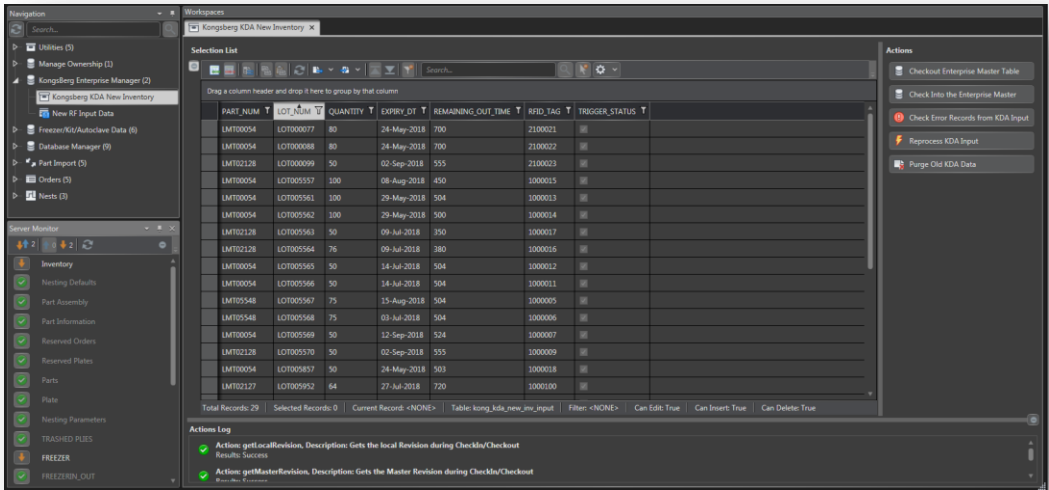 Navigation
Search...
Utilities (5)
Manage Ownership (1)
KongsBerg Enterprise Manager (2)
Kongsberg KDA New Inventory
New RF Input Data
Freezer/Kit/Autoclave Data (6)
Database Manager (9)
Part Import (5)
Orders (5)
Nests (3)
Server Monitor
2 0 2
Inventory
Nesting Defaults
Part Assembly
Part Information
Reserved Orders
Reserved Plates
Parts
Plate
Nesting Parameters
TRASHED PLIES
FREEZER
FREEZERIN_OUT
Workspaces
Kongsberg KDA New Inventory X
Selection List
Search...
Drag a column header and drop it here to group by that column
PART_NUM LOT_NUM QUANTITY EXPIRY_DT REMAINING_OUT_TIME RFID_TAG TRIGGER_STATUS
LMT00054 LOT000077 80 24-May-2018 700 2100021
LMT00054 LOT000088 80 24-May-2018 700 2100022
LMT02128 LOT000099 50 02-Sep-2018 555 2100023
LMT00054 LOT005557 100 08-Aug-2018 450 1000015
LMT00054 LOT005561 100 29-May-2018 504 1000013
LMT00054 LOT005562 100 29-May-2018 500 1000014
LMT02128 LOT005563 50 09-Jul-2018 350 1000017
LMT02128 LOT005564 76 09-Jul-2018 380 1000016
LMT00054 LOT005565 50 14-Jul-2018 504 1000012
LMT00054 LOT005566 50 14-Jul-2018 504 1000011
LMT05548 LOT005567 75 15-Aug-2018 504 1000005
LMT05548 LOT005568 75 03-Jul-2018 504 1000006
LMT00054 LOT005569 50 12-Sep-2018 524 1000007
LMT02128 LOT005570 50 02-Sep-2018 555 1000009
LMT00054 LOT005857 50 24-May-2018 503 1000018
LMT02127 LOT005952 64 27-Jul-2018 720 1000100
Total Records: 29 Selected Records: 0 Current Record: <NONE> Table: kong_kda_new_inv_input Filter: <NONE> Can Edit: True Can Insert: True Can Delete: True
Actions
Checkout Enterprise Master Table
Check Into the Enterprise Master
Check Error Records from KDA Input
Reprocess KDA Input
Purge Old KDA Data
Actions Log
Action: getLocalRevision, Description: Gets the local Revision during CheckIn/Checkout
Results: Success
Action: getMasterRevision, Description: Gets the Master Revision during CheckIn/Checkout
Results: Success